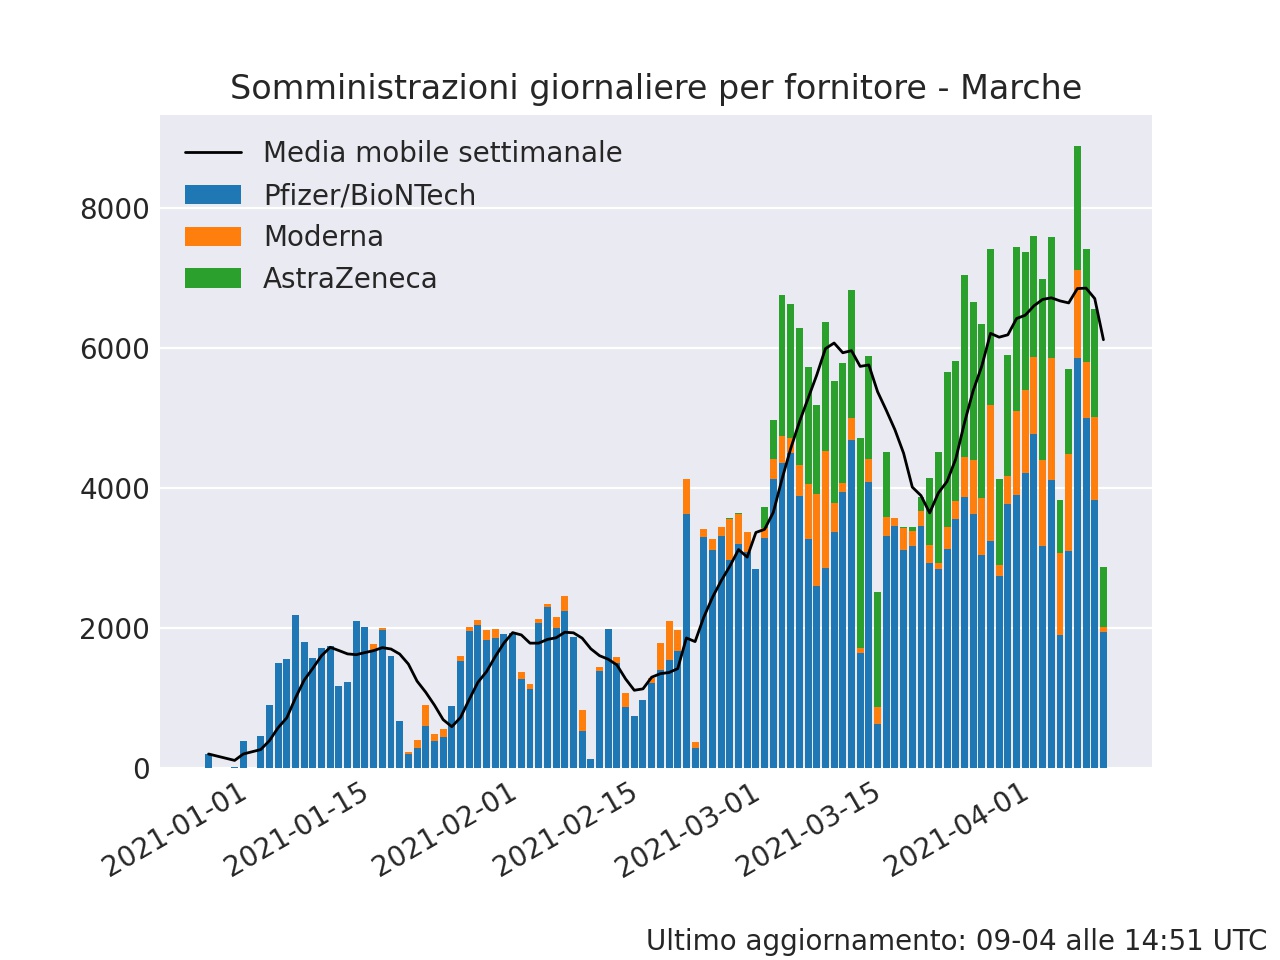 Somministrazioni giornaliere per fornitore - Marche
Media mobile settimanale
Pfizer/BioNTech
Moderna
AstraZeneca
8000
6000
4000
2000
0
2021-01-01
2021-01-15
2021-02-01
2021-02-15
2021-03-01
2021-03-15
2021-04-01
Ultimo aggiornamento: 09-04 alle 14:51 UTC